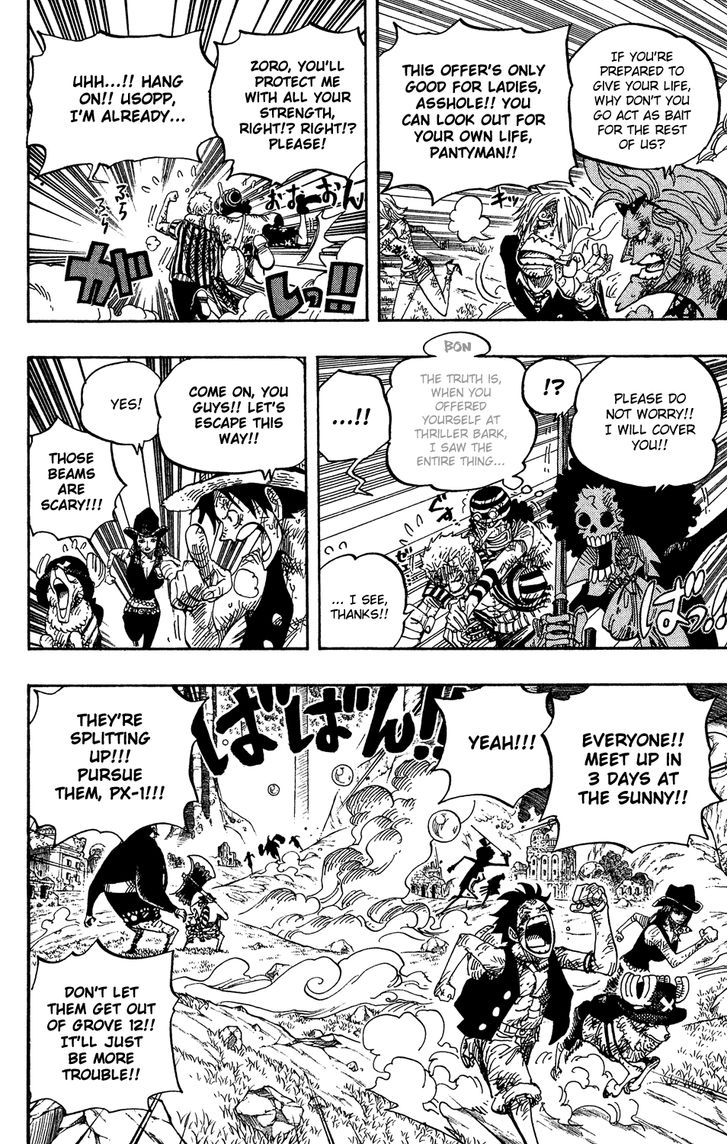 IF YOU'RE
PREPARED TO
GIVE YOUR LIFE,
WHY DON'T YOU
GO ACT AS BAIT
FOR THE REST
OF US?
THIS OFFER'S ONLY
GOOD FOR LADIES,
ASSHOLE!! YOU
CAN LOOK OUT FOR
YOUR OWN LIFE,
PANTYMAN!!
ZORO, YOU'LL
PROTECT ME
WITH ALL YOUR
STRENGTH,
RIGHT!? RIGHT!?
PLEASE!
UHH...!! HANG
ON!! USOPP,
I'M ALREADY...
ガ
しっ!!
PLEASE DO
NOT WORRY!!
I WILL COVER
YOU!!
!?
BON
THE TRUTH IS,
WHEN YOU
OFFERED
YOURSELF AT
THRILLER BARK,
I SAW THE
ENTIRE THING...
...!!
... I SEE,
THANKS!!
COME ON, YOU
GUYS!! LET'S
ESCAPE THIS
WAY!!
YES!
THOSE
BEAMS
ARE
SCARY!!!
EVERYONE!!
MEET UP IN
3 DAYS AT
THE SUNNY!!
YEAH!!!
ばばん!!
THEY'RE
SPLITTING
UP!!!
PURSUE
THEM, PX-1!!!
DON'T LET
THEM GET OUT
OF GROVE 12!!
IT'LL JUST
BE MORE
TROUBLE!!